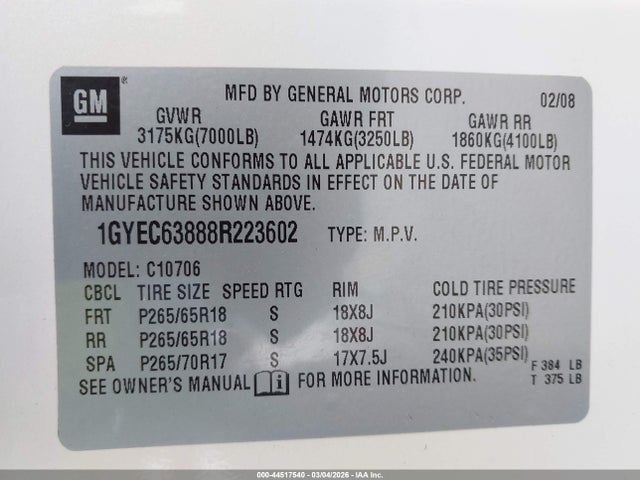 GM
MFD BY GENERAL MOTORS CORP. 02/08
GVWR GAWR FRT GAWR RR
3175KG(7000LB) 1474KG(3250LB) 1860KG(4100LB)
THIS VEHICLE CONFORMS TO ALL APPLICABLE U.S. FEDERAL MOTOR
VEHICLE SAFETY STANDARDS IN EFFECT ON THE DATE OF
MANUFACTURE SHOWN ABOVE.
1GYEC63888R223602 TYPE: M.P.V.
MODEL: C10706
CBCL TIRE SIZE SPEED RTG RIM COLD TIRE PRESSURE
FRT P265/65R18 S 18X8J 210KPA(30PSI)
RR P265/65R18 S 18X8J 210KPA(30PSI)
SPA P265/70R17 S 17X7.5J 240KPA(35PSI)
SEE OWNER'S MANUAL i FOR MORE INFORMATION.
F 384 LB
T 375 LB
000-44517540 - 03/04/2026 - IAA Inc.